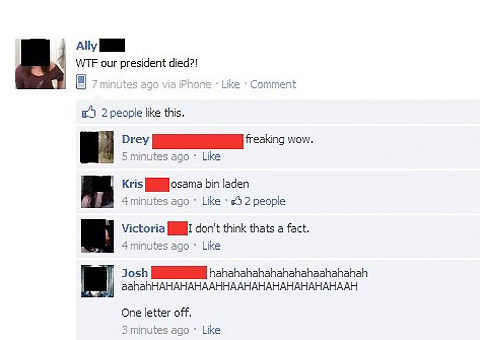 Ally
WTF our president died?!
7 minutes ago via iPhone · Like · Comment
2 people like this.
Drey freaking wow.
5 minutes ago · Like
Kris osama bin laden
4 minutes ago · Like · 2 people
Victoria I don't think thats a fact.
4 minutes ago · Like
Josh hahahahahahahahahaahahahah
aahahHAHAHAHAAHHAAHAHAHAHAHAHAHAAH
One letter off.
3 minutes ago · Like